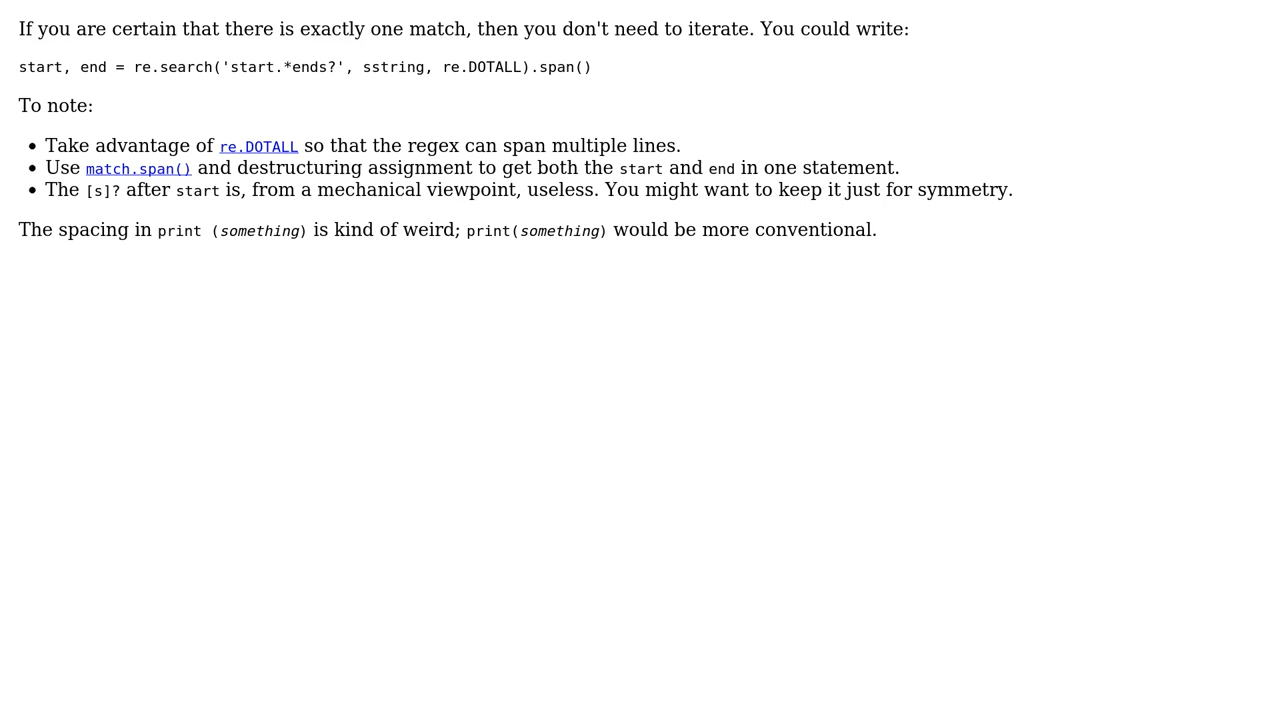 If you are certain that there is exactly one match, then you don't need to iterate. You could write:
start, end = re.search('start.*ends?', sstring, re.DOTALL).span()
To note:
• Take advantage of re.DOTALL so that the regex can span multiple lines.
• Use match.span() and destructuring assignment to get both the start and end in one statement.
• The [s]? after start is, from a mechanical viewpoint, useless. You might want to keep it just for symmetry.
The spacing in print (something) is kind of weird; print(something) would be more conventional.